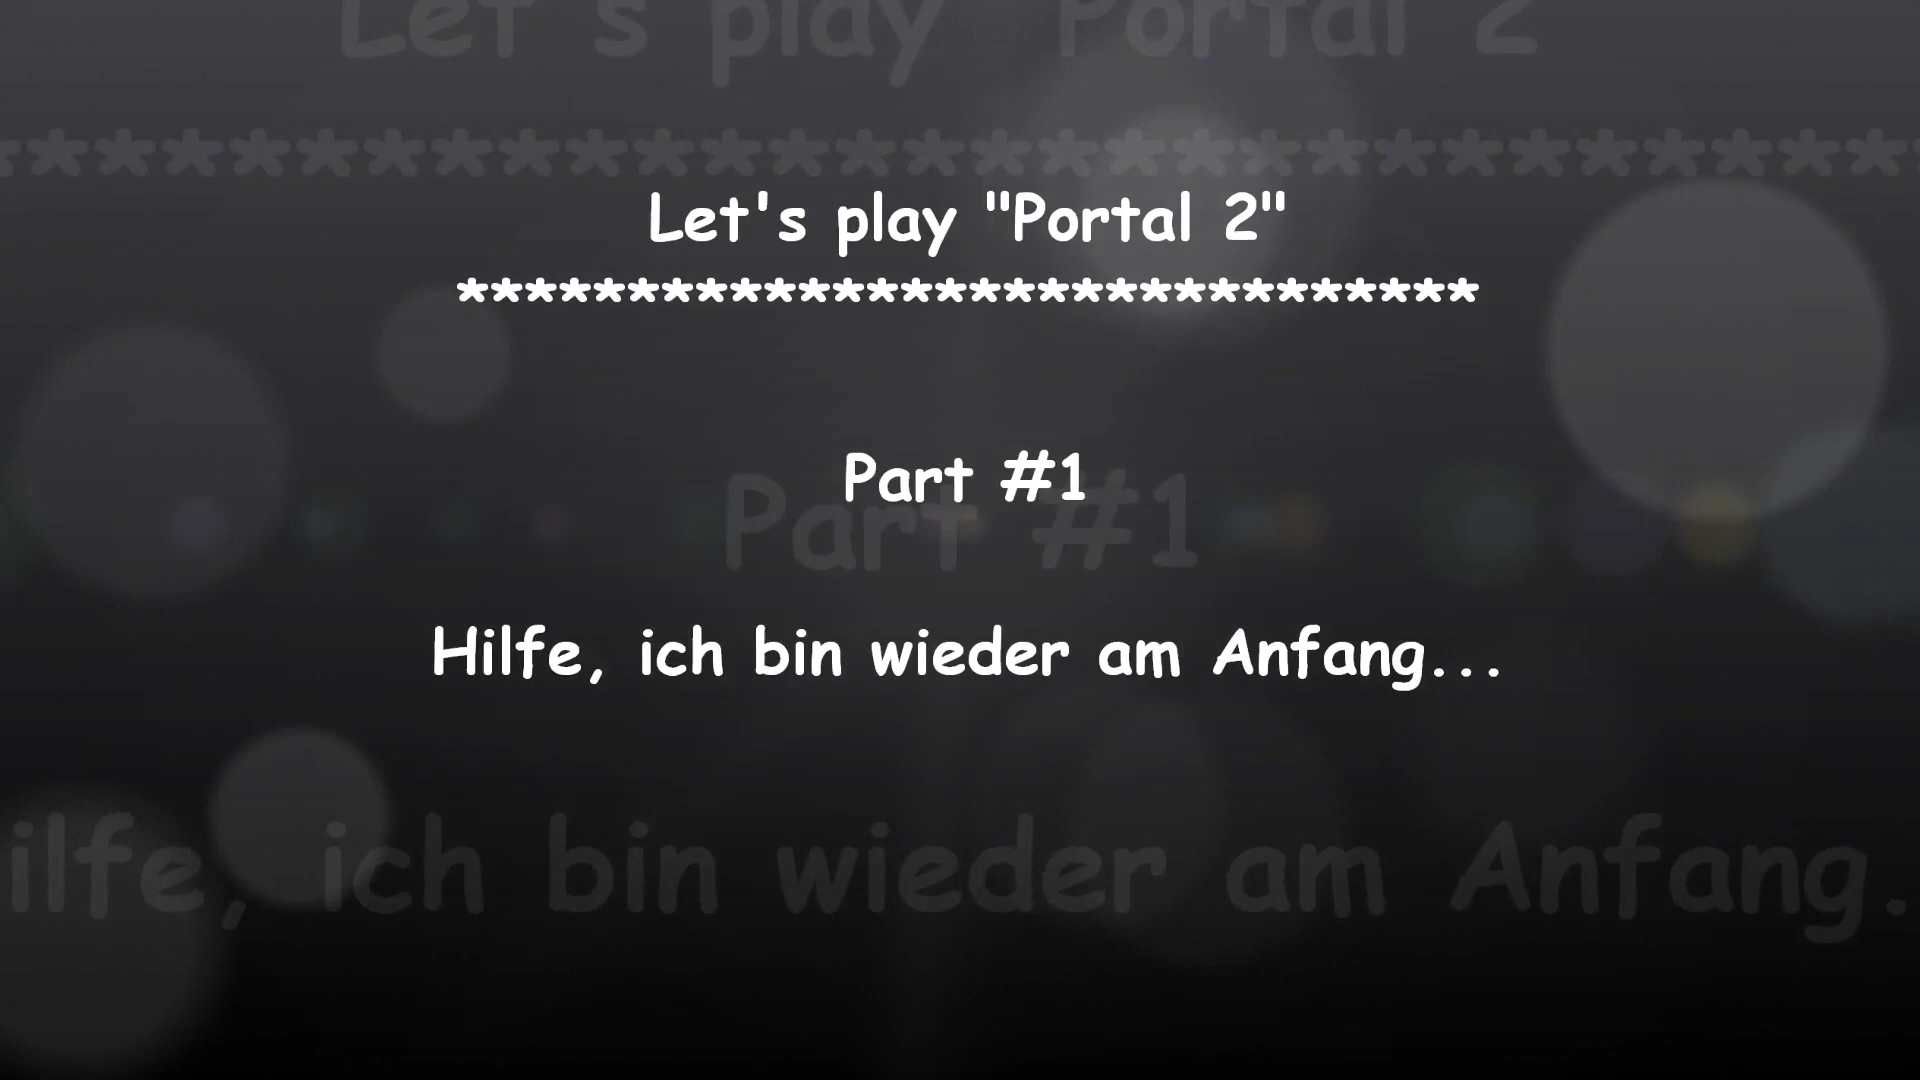 Let's play "Portal 2"
******************************
Part #1
Hilfe, ich bin wieder am Anfang...